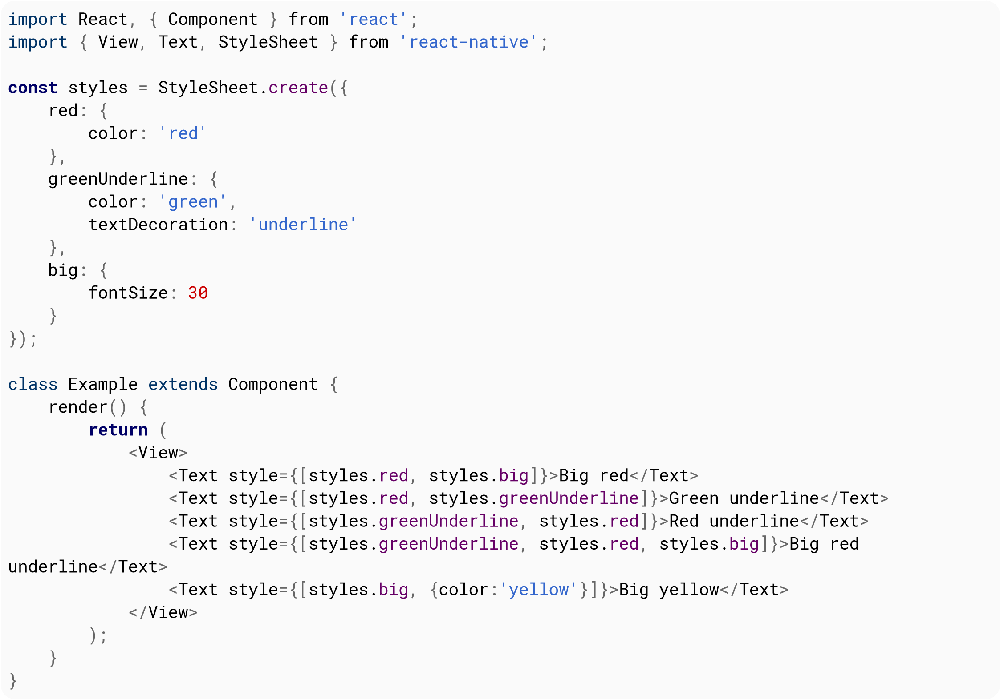 import React, { Component } from 'react';
import { View, Text, StyleSheet } from 'react-native';

const styles = StyleSheet.create({
    red: {
        color: 'red'
    },
    greenUnderline: {
        color: 'green',
        textDecoration: 'underline'
    },
    big: {
        fontSize: 30
    }
});

class Example extends Component {
    render() {
        return (
            <View>
                <Text style={[styles.red, styles.big]}>Big red</Text>
                <Text style={[styles.red, styles.greenUnderline]}>Green underline</Text>
                <Text style={[styles.greenUnderline, styles.red]}>Red underline</Text>
                <Text style={[styles.greenUnderline, styles.red, styles.big]}>Big red
underline</Text>
                <Text style={[styles.big, {color:'yellow'}]}>Big yellow</Text>
            </View>
        );
    }
}